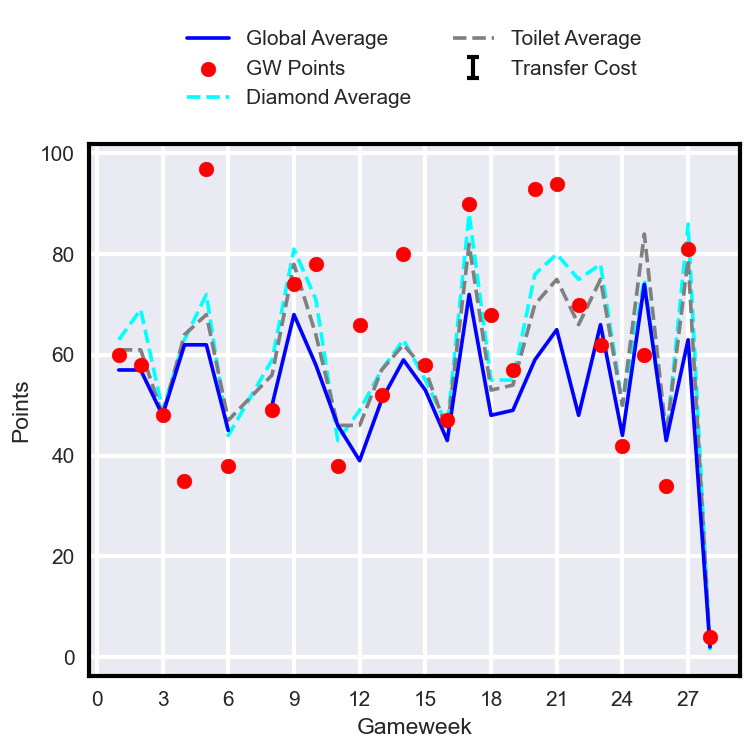 Global Average
GW Points
Diamond Average
Toilet Average
Transfer Cost
100
80
60
40
20
0
Points
0 3 6 9 12 15 18 21 24 27
Gameweek